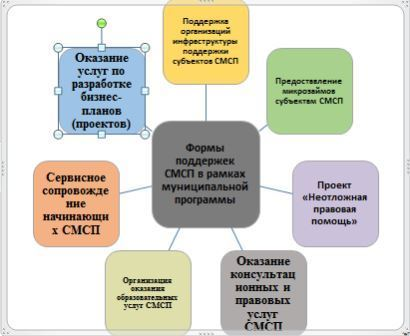 Поддержка
организаций
инфраструктуры
поддержки
субъектов СМСП
Оказание
услуг по
разработке
бизнес-
планов
(проектов)
Предоставление
микрозаймов
субъектам СМСП
Формы
поддержек
СМСП в рамках
муниципальной
программы
Сервисное
сопровожде
ние
начинающи
х СМСП
Проект
«Неотложная
правовая
помощь»
Организация
оказания
образовательных
услуг СМСП
Оказание
консультац
ионных и
правовых
услуг
СМСП